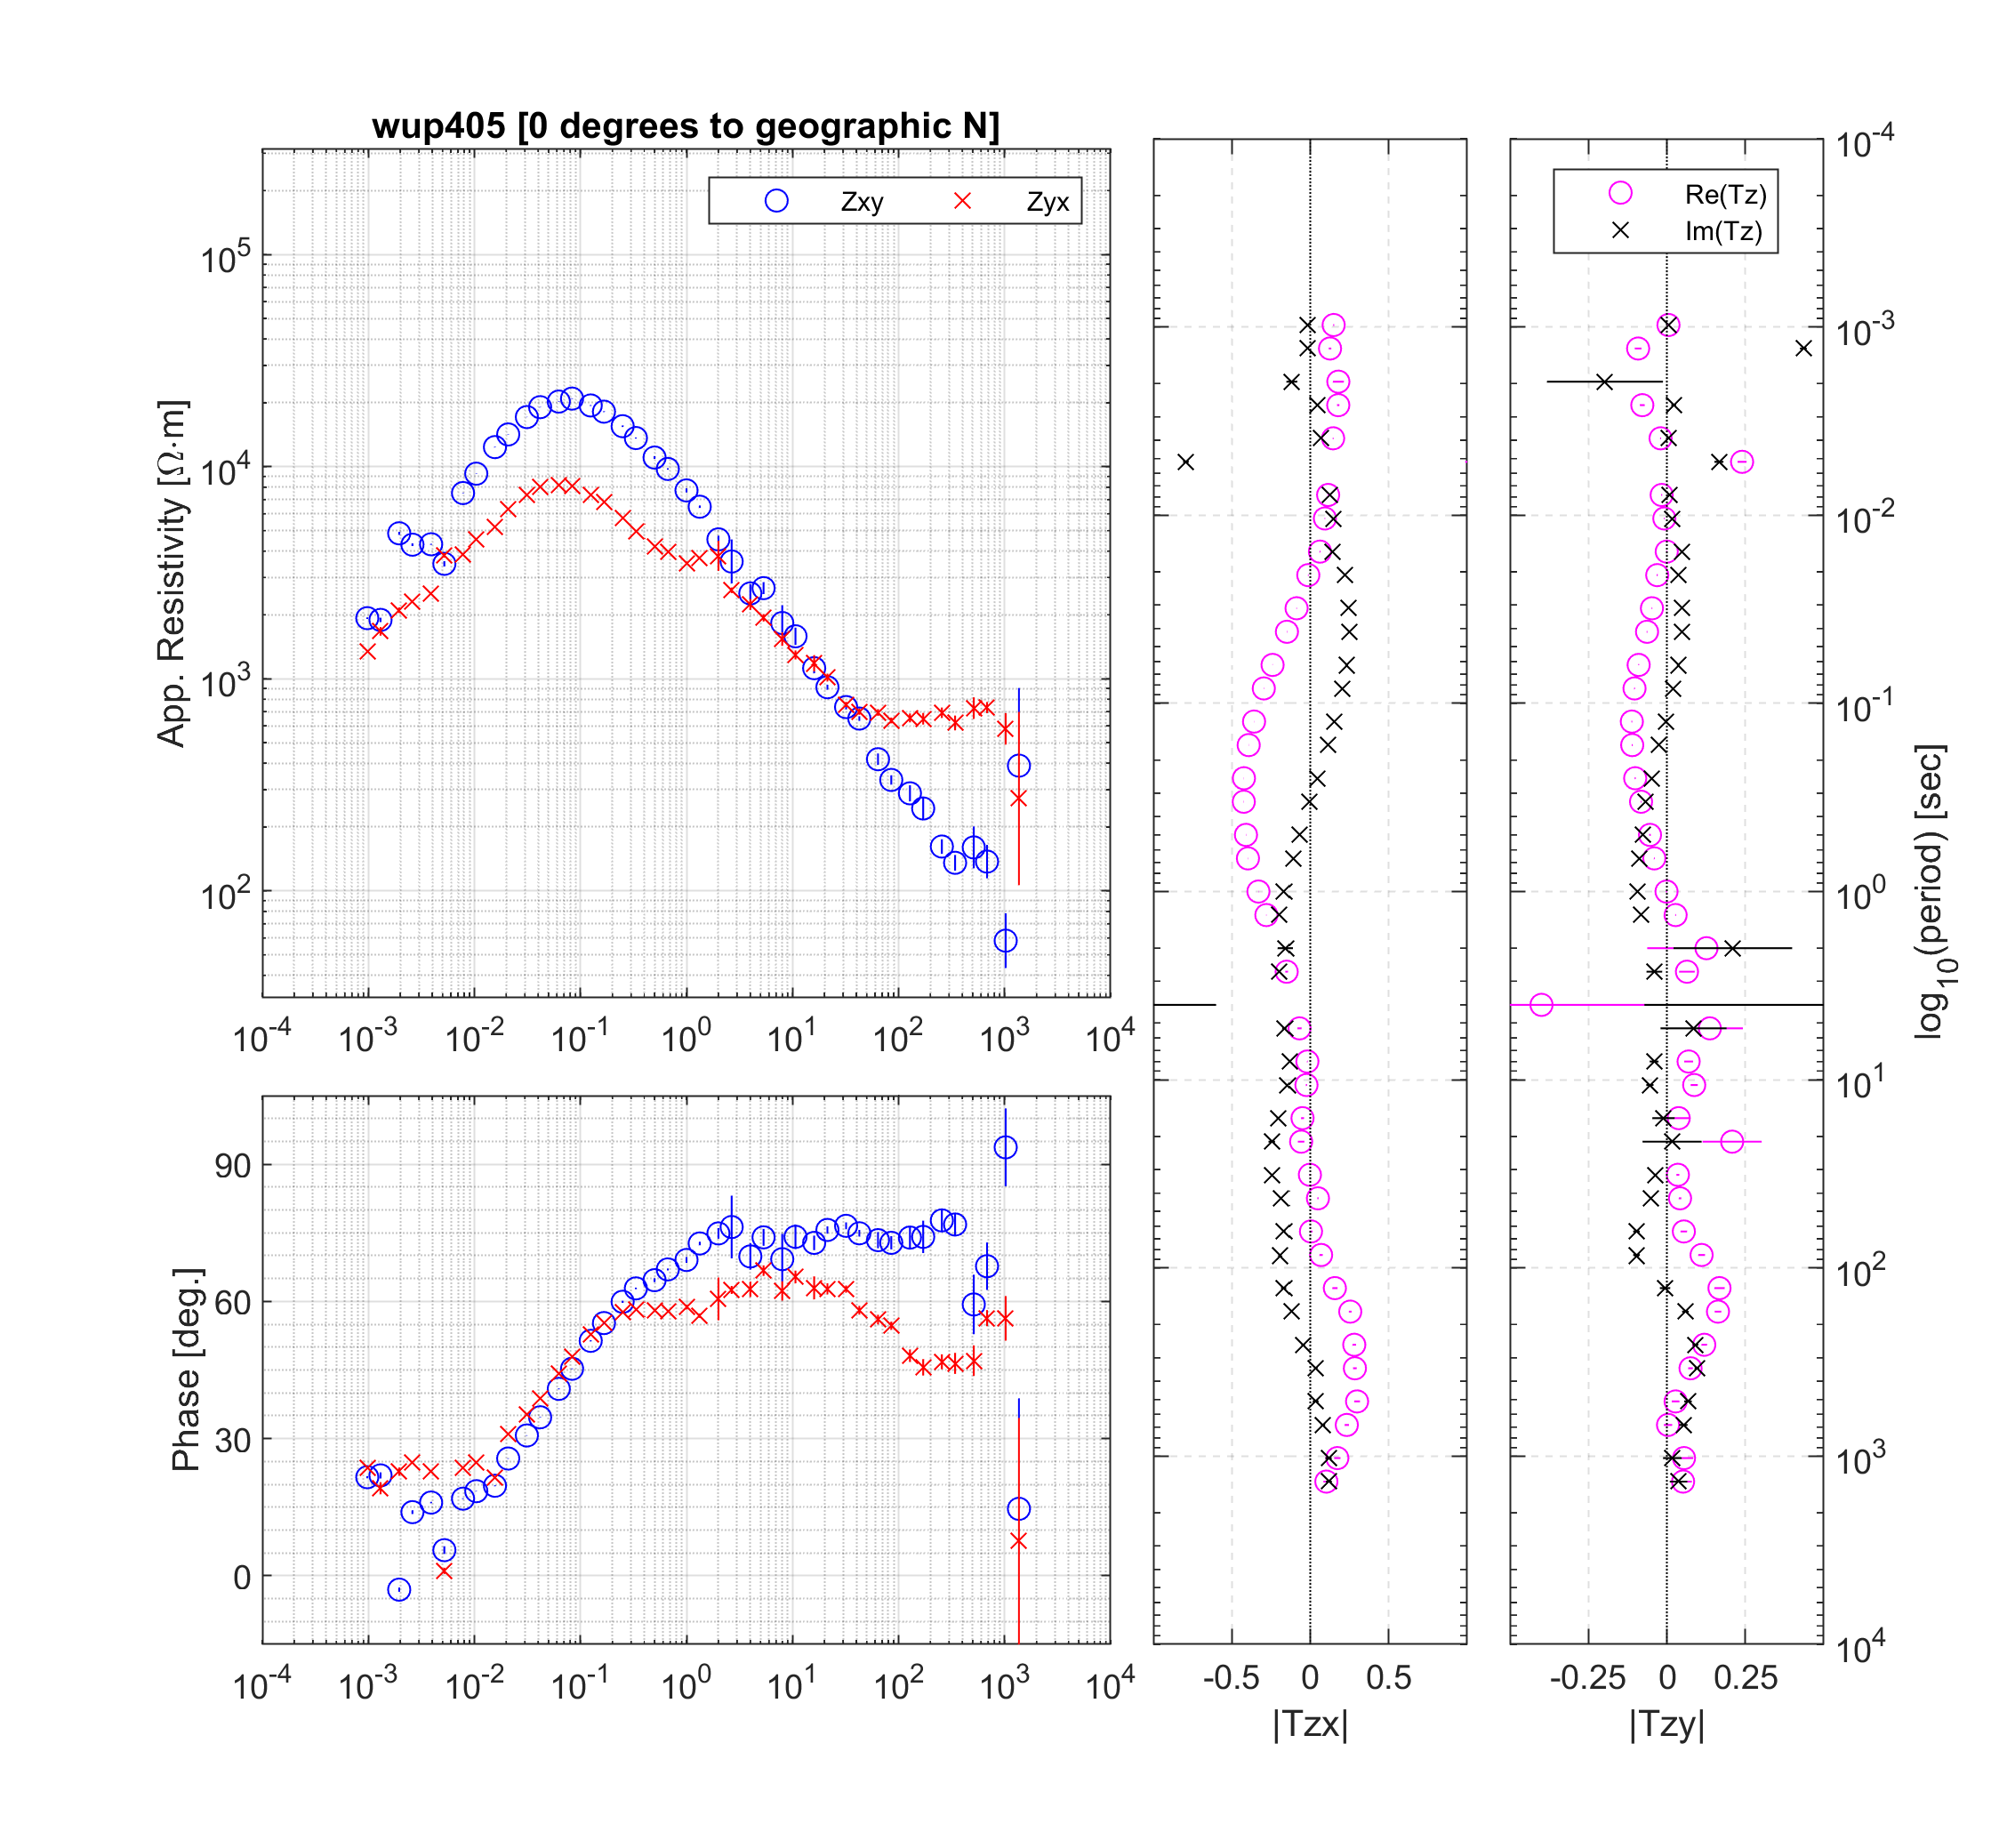 wup405 [0 degrees to geographic N]
Zxy Zyx
App. Resistivity [Ω·m]
10^5
10^4
10^3
10^2
10^-4 10^-3 10^-2 10^-1 10^0 10^1 10^2 10^3 10^4
Phase [deg.]
90
60
30
0
10^-4 10^-3 10^-2 10^-1 10^0 10^1 10^2 10^3 10^4
-0.5 0 0.5
|Tzx|
Re(Tz)
Im(Tz)
-0.25 0 0.25
|Tzy|
10^-4
10^-3
10^-2
10^-1
10^0
10^1
10^2
10^3
10^4
log_10(period) [sec]